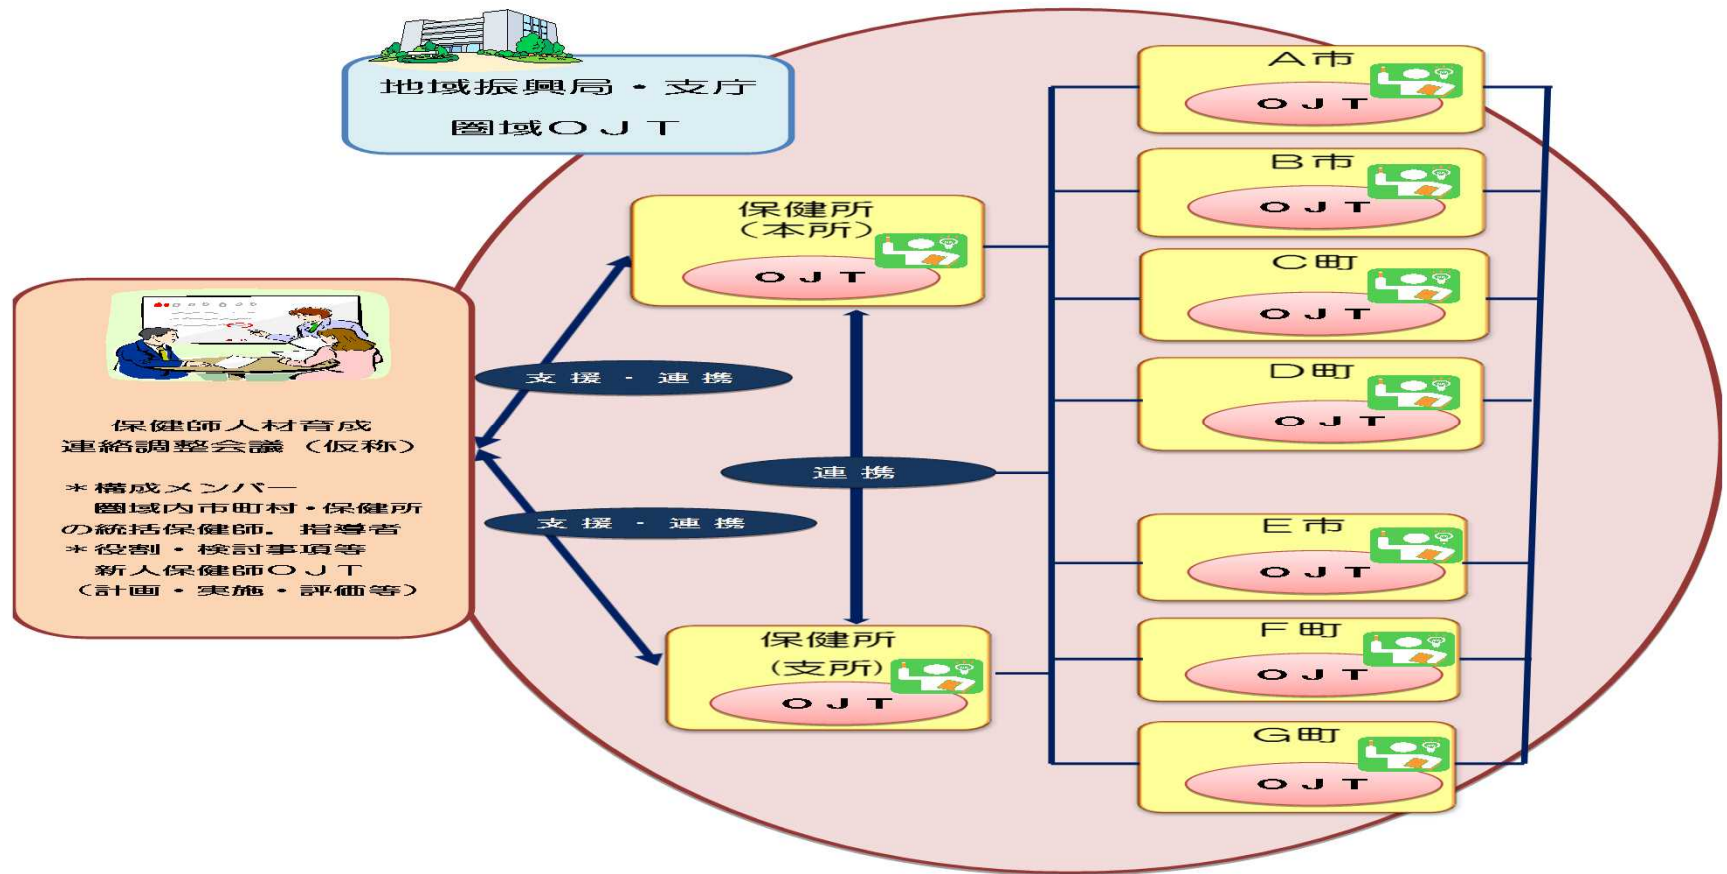 地域振興局・支庁
圏域ＯＪＴ
保健所
（本所）
ＯＪＴ
支援・連携
保健師人材育成
連絡調整会議（仮称）
＊構成メンバー
圏域内市町村・保健所
の統括保健師．指導者
＊役割・検討事項等
新人保健師ＯＪＴ
（計画・実施・評価等）
連携
支援・連携
保健所
（支所）
ＯＪＴ
Ａ市
ＯＪＴ
Ｂ市
ＯＪＴ
Ｃ町
ＯＪＴ
Ｄ町
ＯＪＴ
Ｅ市
ＯＪＴ
Ｆ町
ＯＪＴ
Ｇ町
ＯＪＴ